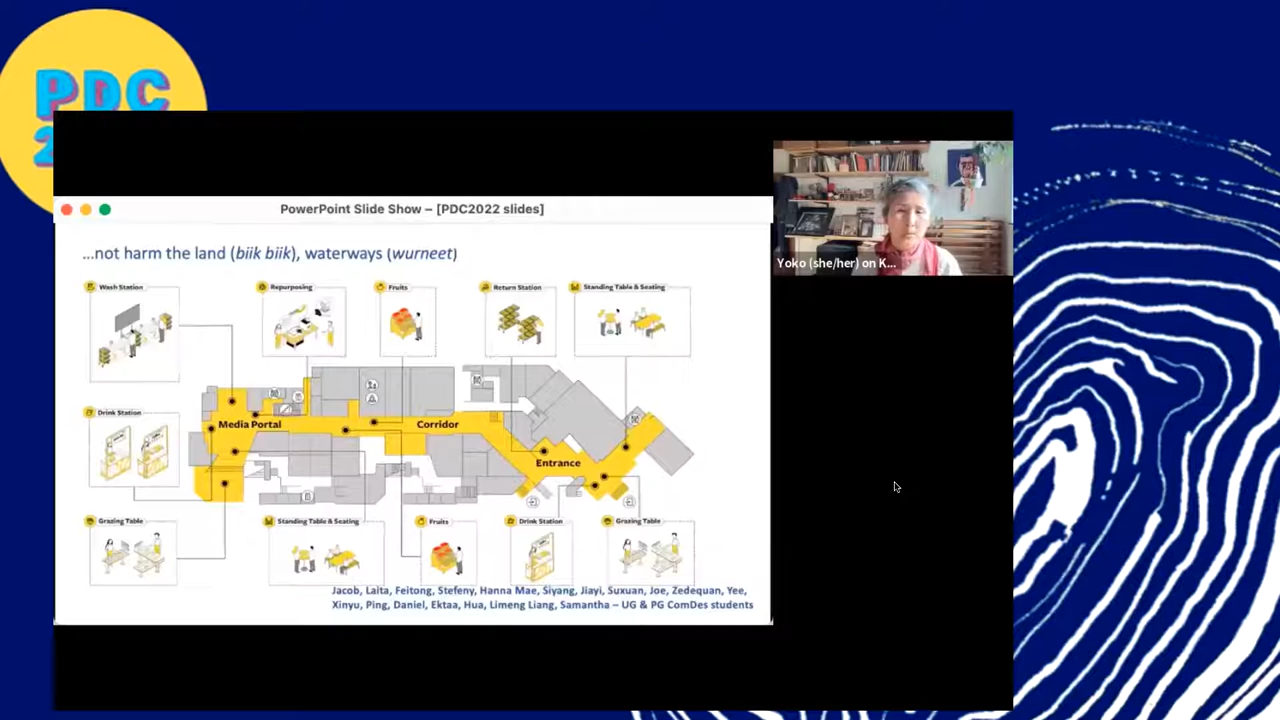 PDC
2
PowerPoint Slide Show – [PDC2022 slides]
Yoko (she/her) on K...
...not harm the land (biik biik), waterways (wurneet)
Wash Station
Repurposing
Fruits
Return Station
Standing Table & Seating
Drink Station
Media Portal
Corridor
Entrance
Grazing Table
Standing Table & Seating
Fruits
Drink Station
Grazing Table
Jacob, Laita, Feitong, Stefeny, Hanna Mae, Siyang, Jiayi, Suxuan, Joe, Zedequan, Yee,
Xinyu, Ping, Daniel, Ektaa, Hua, Limeng Liang, Samantha – UG & PG ComDes students